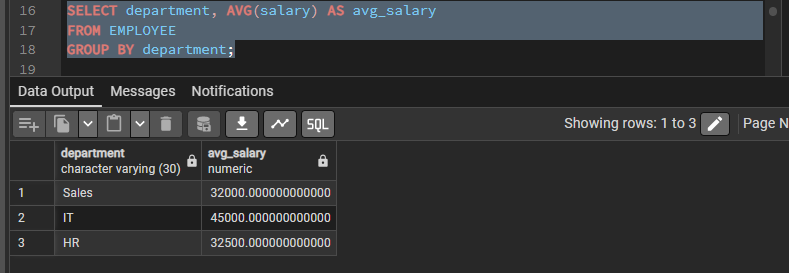 16 SELECT department, AVG(salary) AS avg_salary
17 FROM EMPLOYEE
18 GROUP BY department;
19
Data Output Messages Notifications
SQL Showing rows: 1 to 3 Page N
department avg_salary
character varying (30) numeric
1 Sales 32000.000000000000
2 IT 45000.000000000000
3 HR 32500.000000000000